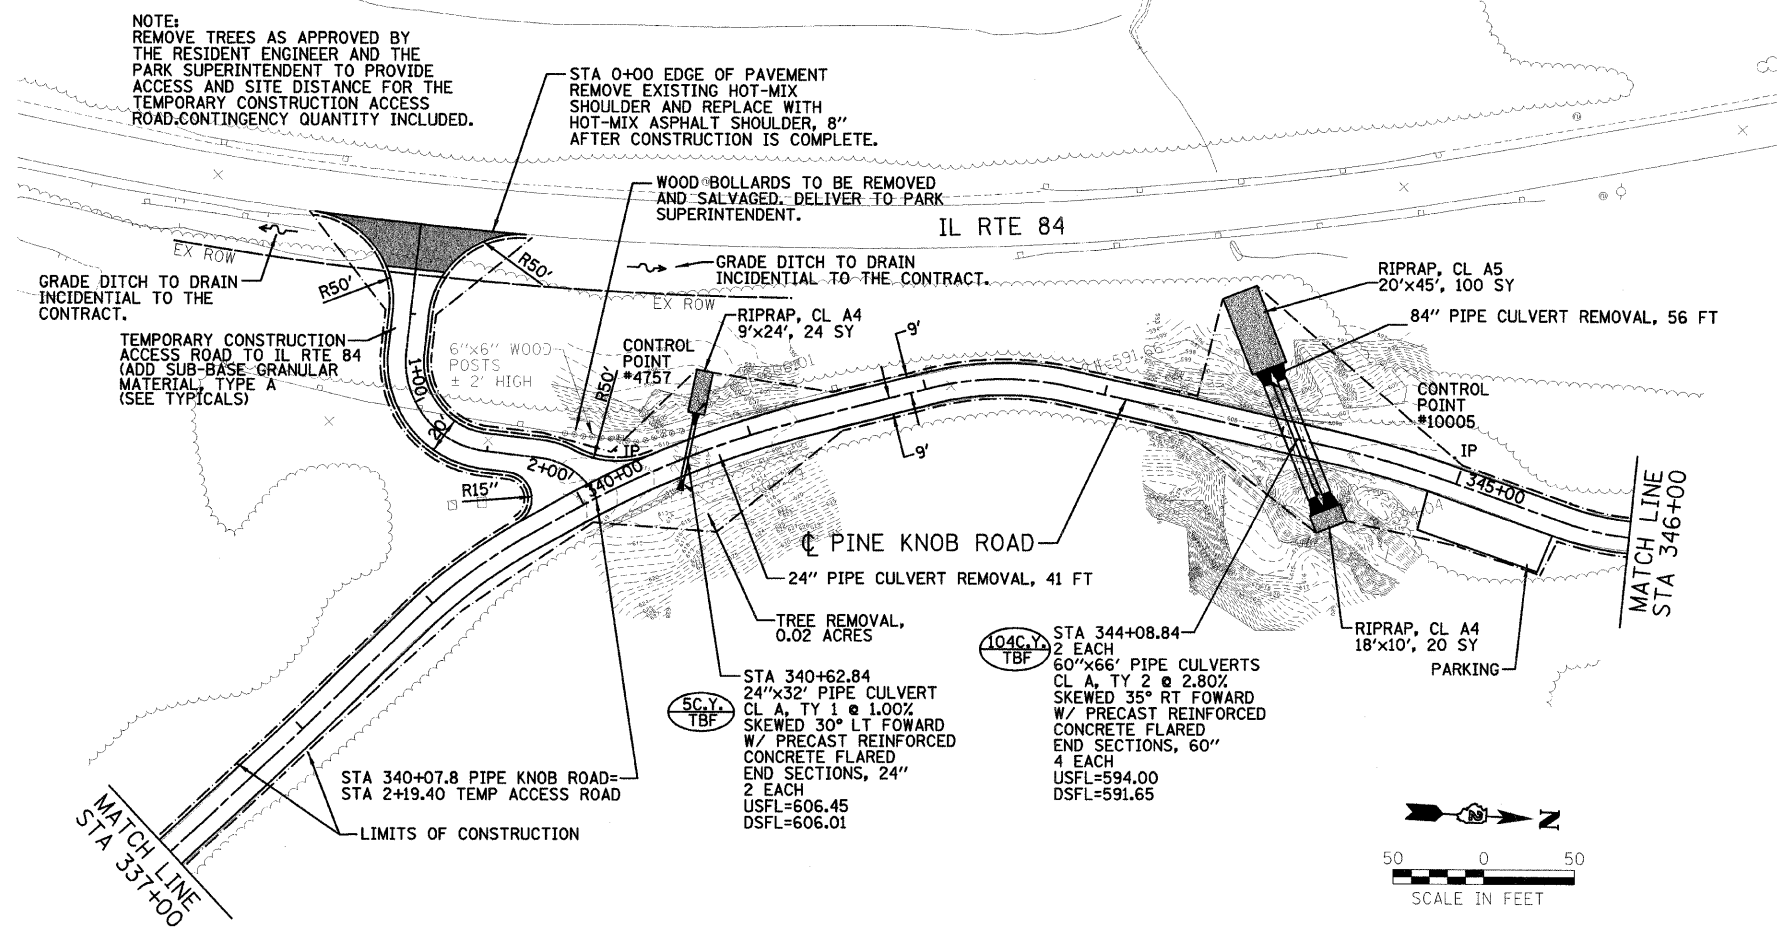 NOTE:
REMOVE TREES AS APPROVED BY
THE RESIDENT ENGINEER AND THE
PARK SUPERINTENDENT TO PROVIDE
ACCESS AND SITE DISTANCE FOR THE
TEMPORARY CONSTRUCTION ACCESS
ROAD.CONTINGENCY QUANTITY INCLUDED.
STA 0+00 EDGE OF PAVEMENT
REMOVE EXISTING HOT-MIX
SHOULDER AND REPLACE WITH
HOT-MIX ASPHALT SHOULDER, 8"
AFTER CONSTRUCTION IS COMPLETE.
WOOD BOLLARDS TO BE REMOVED
AND SALVAGED. DELIVER TO PARK
SUPERINTENDENT.
IL RTE 84
EX ROW
GRADE DITCH TO DRAIN
INCIDENTIAL TO THE
CONTRACT.
R50'
R50'
GRADE DITCH TO DRAIN
INCIDENTIAL TO THE CONTRACT.
EX ROW
RIPRAP, CL A5
20'x45', 100 SY
84" PIPE CULVERT REMOVAL, 56 FT
RIPRAP, CL A4
9'x24', 24 SY
TEMPORARY CONSTRUCTION
ACCESS ROAD TO IL RTE 84
(ADD SUB-BASE GRANULAR
MATERIAL, TYPE A
(SEE TYPICALS)
1+00
6"x6" WOOD
POSTS
± 2' HIGH
CONTROL
POINT
#4757
R50'
9'
9'
591.66
CONTROL
POINT
#10005
IP
20'
2+00
R15"
IP
340+00
345+00
MATCH LINE
STA 346+00
℄ PINE KNOB ROAD
24" PIPE CULVERT REMOVAL, 41 FT
TREE REMOVAL,
0.02 ACRES
RIPRAP, CL A4
18'x10', 20 SY
PARKING
5C.Y.
TBF
STA 340+62.84
24"x32' PIPE CULVERT
CL A, TY 1 @ 1.00%
SKEWED 30° LT FOWARD
W/ PRECAST REINFORCED
CONCRETE FLARED
END SECTIONS, 24"
2 EACH
USFL=606.45
DSFL=606.01
104C.Y.
TBF
STA 344+08.84
2 EACH
60"x66' PIPE CULVERTS
CL A, TY 2 @ 2.80%
SKEWED 35° RT FOWARD
W/ PRECAST REINFORCED
CONCRETE FLARED
END SECTIONS, 60"
4 EACH
USFL=594.00
DSFL=591.65
STA 340+07.8 PIPE KNOB ROAD=
STA 2+19.40 TEMP ACCESS ROAD
LIMITS OF CONSTRUCTION
MATCH LINE
STA 337+00
N
50 0 50
SCALE IN FEET